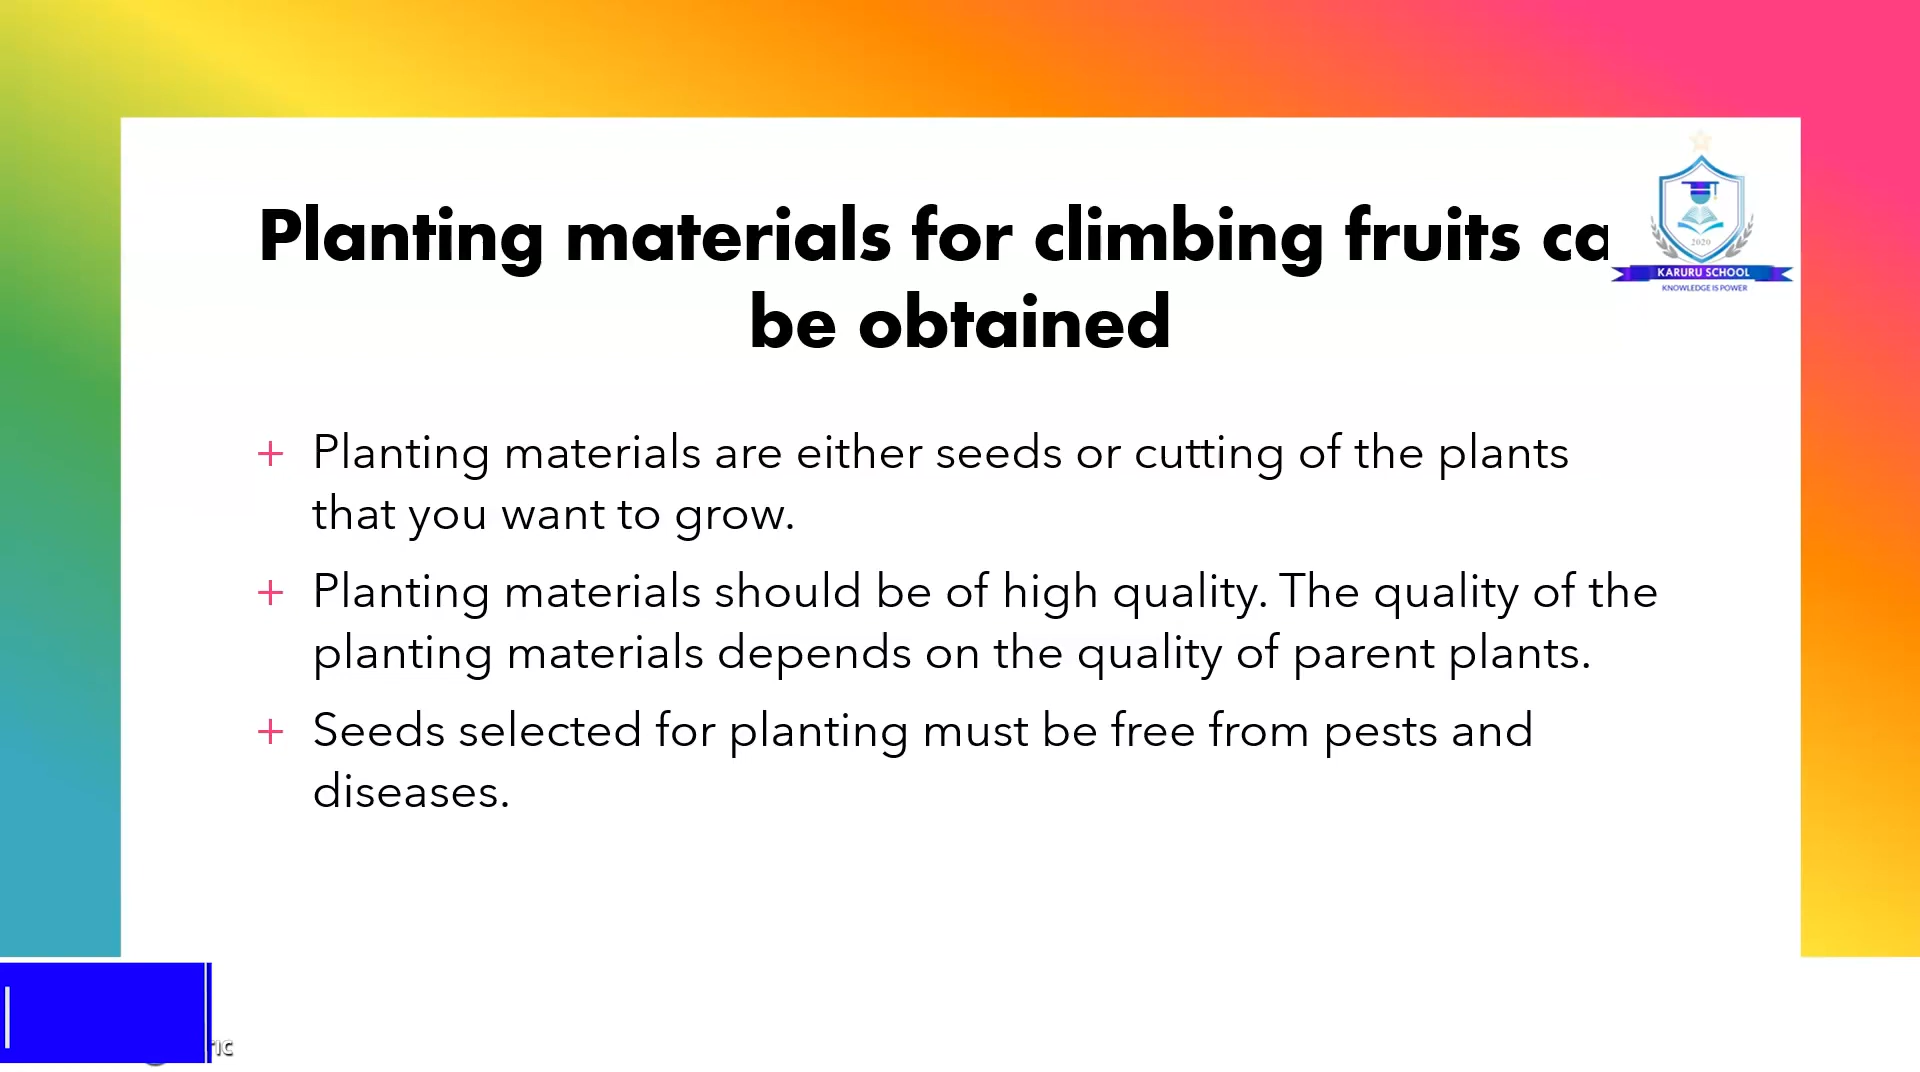 Planting materials for climbing fruits ca
be obtained
2020
KARURU SCHOOL
KNOWLEDGE IS POWER
+ Planting materials are either seeds or cutting of the plants
that you want to grow.
+ Planting materials should be of high quality. The quality of the
planting materials depends on the quality of parent plants.
+ Seeds selected for planting must be free from pests and
diseases.